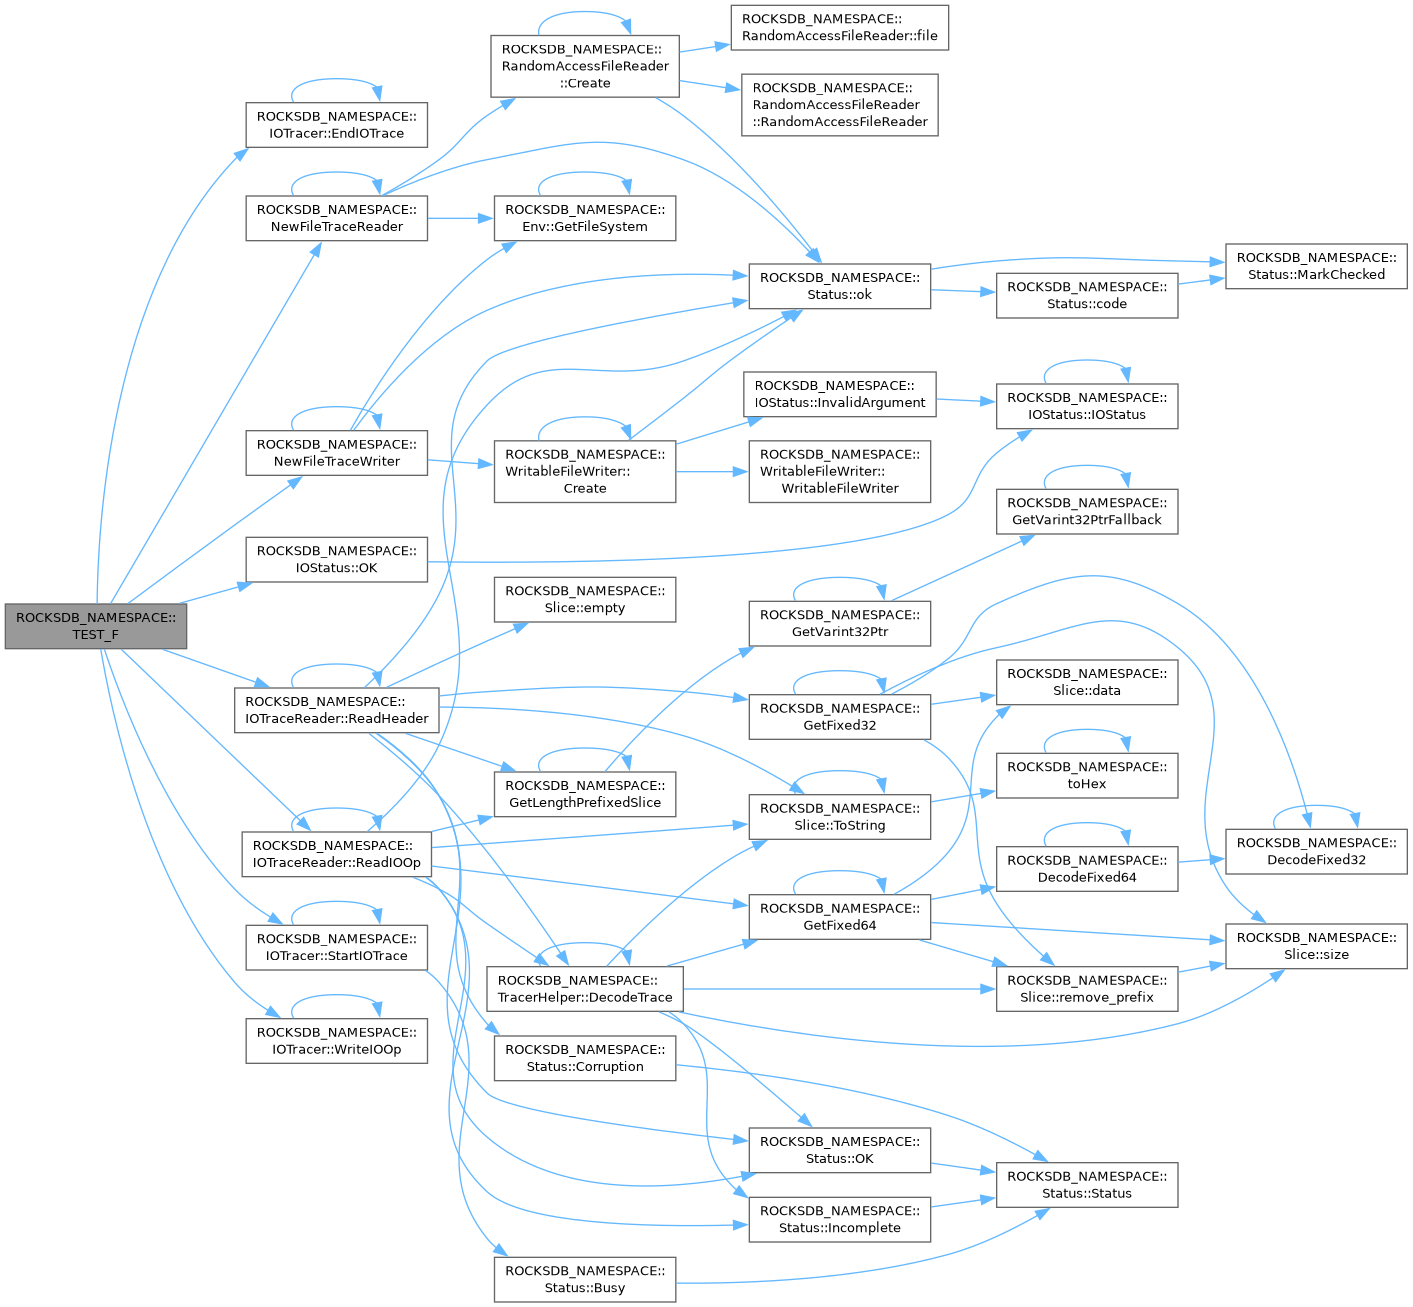 ROCKSDB_NAMESPACE::
TEST_F
ROCKSDB_NAMESPACE::
IOTracer::EndIOTrace
ROCKSDB_NAMESPACE::
NewFileTraceReader
ROCKSDB_NAMESPACE::
NewFileTraceWriter
ROCKSDB_NAMESPACE::
IOStatus::OK
ROCKSDB_NAMESPACE::
IOTraceReader::ReadHeader
ROCKSDB_NAMESPACE::
IOTraceReader::ReadIOOp
ROCKSDB_NAMESPACE::
IOTracer::StartIOTrace
ROCKSDB_NAMESPACE::
IOTracer::WriteIOOp
ROCKSDB_NAMESPACE::
RandomAccessFileReader
::Create
ROCKSDB_NAMESPACE::
Env::GetFileSystem
ROCKSDB_NAMESPACE::
WritableFileWriter::
Create
ROCKSDB_NAMESPACE::
Slice::empty
ROCKSDB_NAMESPACE::
GetLengthPrefixedSlice
ROCKSDB_NAMESPACE::
TracerHelper::DecodeTrace
ROCKSDB_NAMESPACE::
Status::Corruption
ROCKSDB_NAMESPACE::
Status::Busy
ROCKSDB_NAMESPACE::
RandomAccessFileReader::file
ROCKSDB_NAMESPACE::
RandomAccessFileReader
::RandomAccessFileReader
ROCKSDB_NAMESPACE::
Status::ok
ROCKSDB_NAMESPACE::
IOStatus::InvalidArgument
ROCKSDB_NAMESPACE::
WritableFileWriter::
WritableFileWriter
ROCKSDB_NAMESPACE::
GetVarint32Ptr
ROCKSDB_NAMESPACE::
GetFixed32
ROCKSDB_NAMESPACE::
Slice::ToString
ROCKSDB_NAMESPACE::
GetFixed64
ROCKSDB_NAMESPACE::
Status::OK
ROCKSDB_NAMESPACE::
Status::Incomplete
ROCKSDB_NAMESPACE::
Status::code
ROCKSDB_NAMESPACE::
IOStatus::IOStatus
ROCKSDB_NAMESPACE::
GetVarint32PtrFallback
ROCKSDB_NAMESPACE::
Slice::data
ROCKSDB_NAMESPACE::
toHex
ROCKSDB_NAMESPACE::
DecodeFixed64
ROCKSDB_NAMESPACE::
Slice::remove_prefix
ROCKSDB_NAMESPACE::
Status::Status
ROCKSDB_NAMESPACE::
Status::MarkChecked
ROCKSDB_NAMESPACE::
DecodeFixed32
ROCKSDB_NAMESPACE::
Slice::size